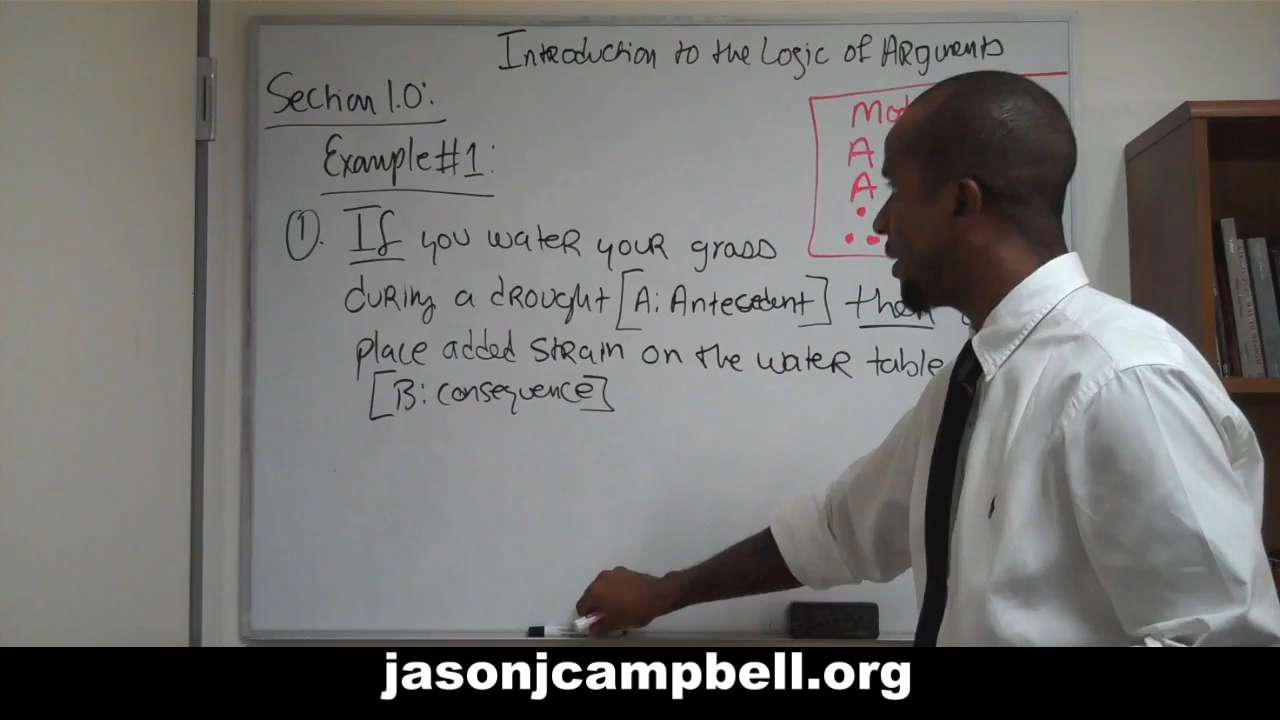 Introduction to the Logic of Arguments
Section 1.0:
Example #1:
①. If you water your grass
during a drought [A: Antecedent] then
place added strain on the water table
[B: consequence]
A
A
jasonjcampbell.org